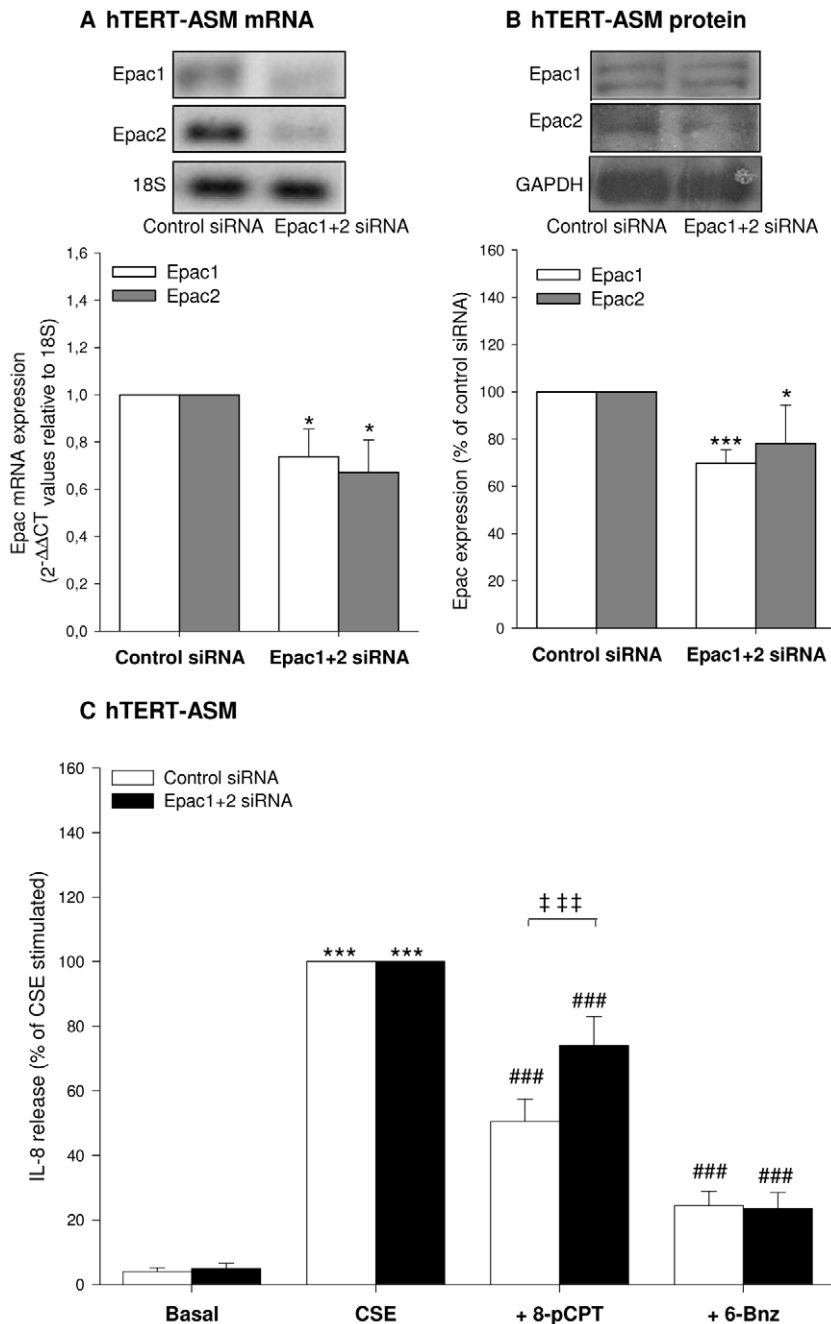 A hTERT-ASM mRNA
Epac1
Epac2
18S
Control siRNA Epac1+2 siRNA
Epac mRNA expression
(2-ΔΔCT values relative to 18S)
1,6
1,4
1,2
1,0
0,8
0,6
0,4
0,2
0,0
Epac1
Epac2
* *
Control siRNA Epac1+2 siRNA
B hTERT-ASM protein
Epac1
Epac2
GAPDH
Control siRNA Epac1+2 siRNA
Epac expression (% of control siRNA)
160
140
120
100
80
60
40
20
0
Epac1
Epac2
*** *
Control siRNA Epac1+2 siRNA
C hTERT-ASM
IL-8 release (% of CSE stimulated)
160
140
120
100
80
60
40
20
0
Control siRNA
Epac1+2 siRNA
‡‡‡
*** ***
### ###
### ###
Basal CSE + 8-pCPT + 6-Bnz